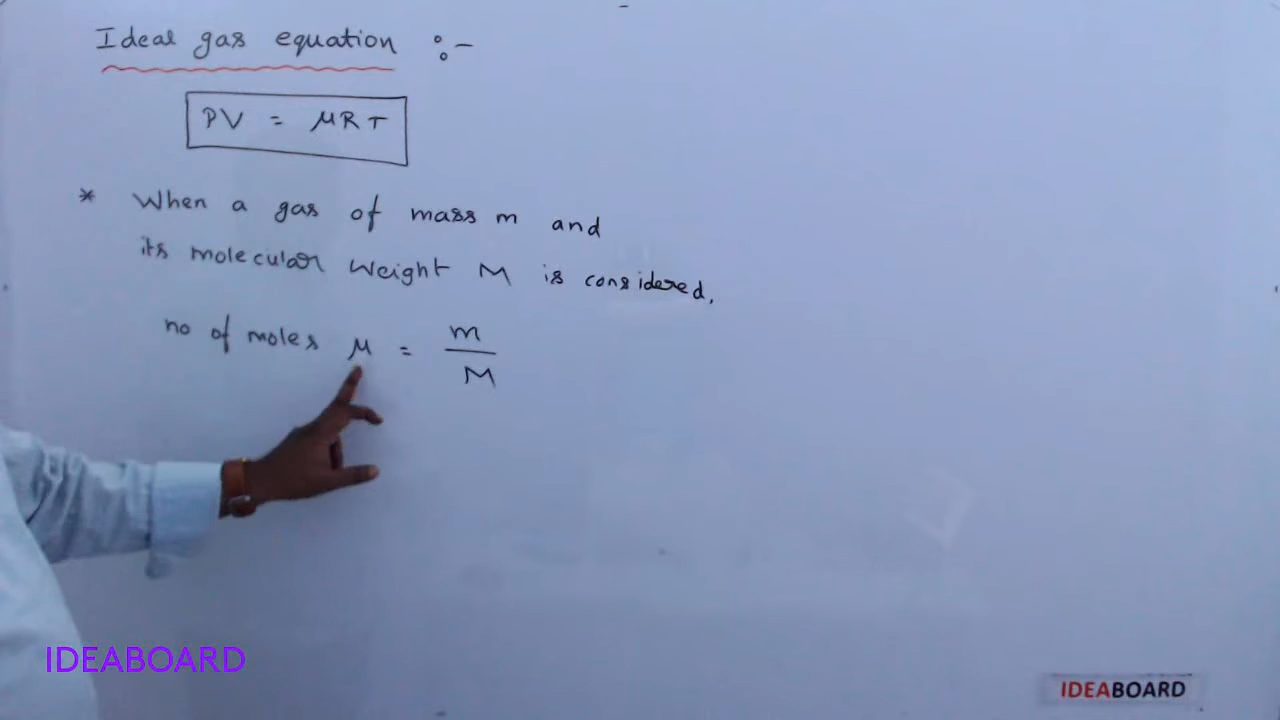 Ideal gas equation :-
PV = μRT
* When a gas of mass m and
its molecular weight M is considered,
no of moles μ = m/M
IDEABOARD
IDEABOARD